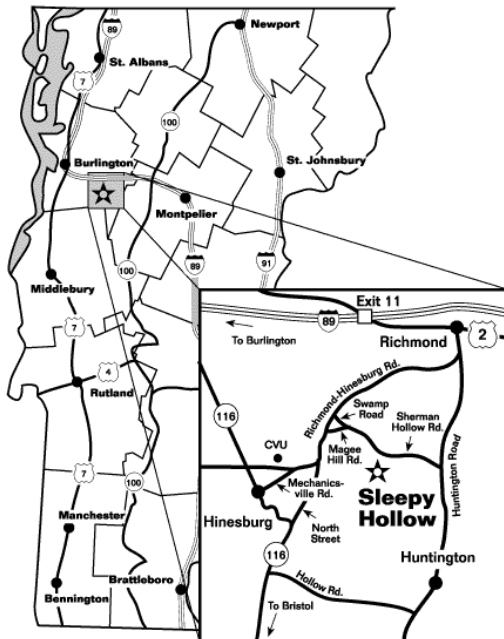 Newport
89
St. Albans
7
100
Burlington
St. Johnsbury
Montpelier
89
91
100
Middlebury
7
4
Rutland
7
100
Manchester
Brattleboro
Bennington
Exit 11
89
To Burlington
Richmond
2
Richmond-Hinesburg Rd.
116
Swamp
Road
Sherman
Hollow Rd.
CVU
Magee
Hill Rd.
Huntington Road
Mechanics-
ville Rd.
Sleepy
Hollow
Hinesburg
North
Street
116
Huntington
Hollow Rd.
To Bristol